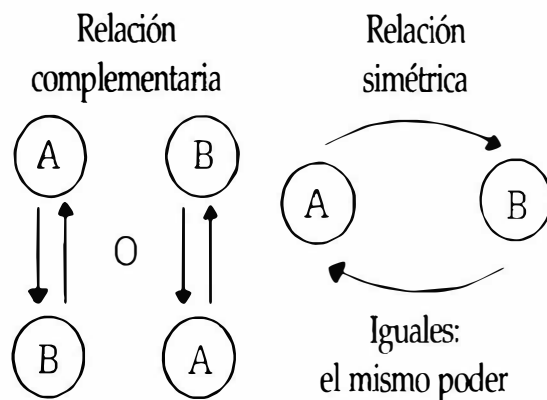 Relación
complementaria
A
B
O
B
A
Relación
simétrica
A
B
Iguales:
el mismo poder